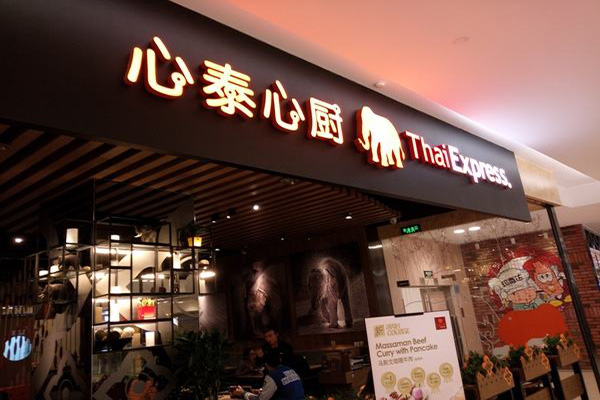 心泰心厨 ThaiExpress.
Massaman Beef
Curry with Pancake